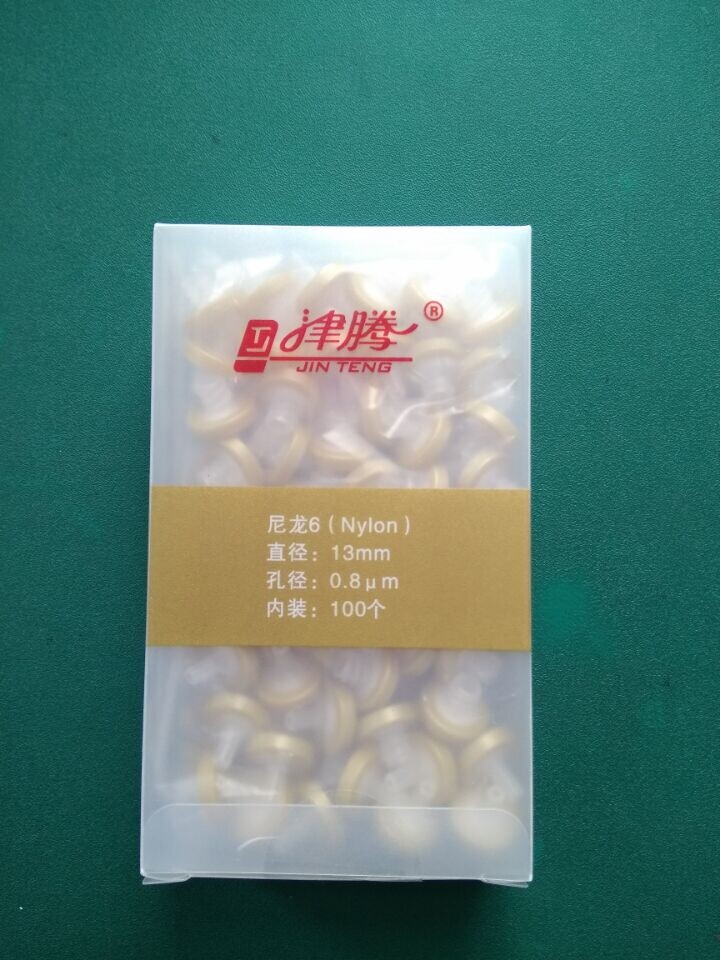 津腾®
JIN TENG
尼龙6（Nylon）
直径：13mm
孔径：0.8μm
内装：100个